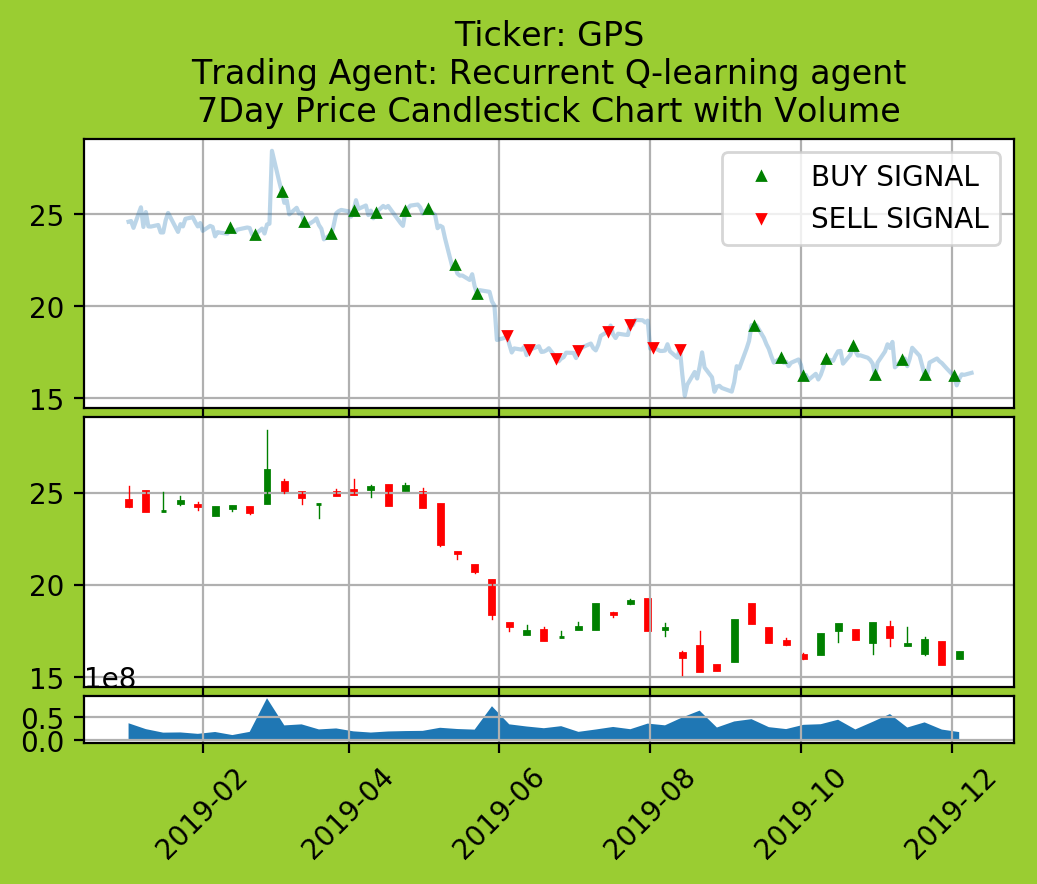 Ticker: GPS
Trading Agent: Recurrent Q-learning agent
7Day Price Candlestick Chart with Volume
BUY SIGNAL
SELL SIGNAL
25
20
15
25
20
15
1e8
0.5
0.0
2019-02
2019-04
2019-06
2019-08
2019-10
2019-12